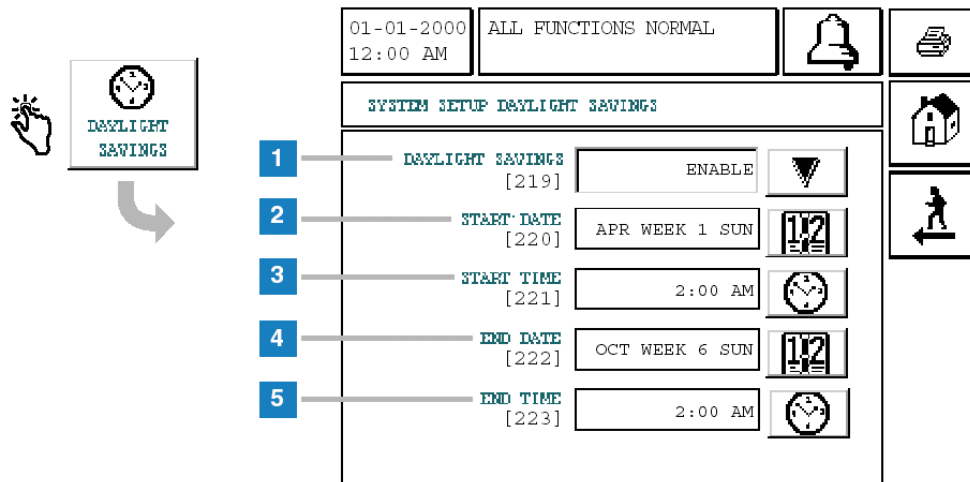 01-01-2000
12:00 AM
ALL FUNCTIONS NORMAL
DAYLIGHT
SAVINGS
SYSTEM SETUP DAYLIGHT SAVINGS
1
DAYLIGHT SAVINGS
[219]
ENABLE
2
START DATE
[220]
APR WEEK 1 SUN
12
3
START TIME
[221]
2:00 AM
4
END DATE
[222]
OCT WEEK 6 SUN
12
5
END TIME
[223]
2:00 AM